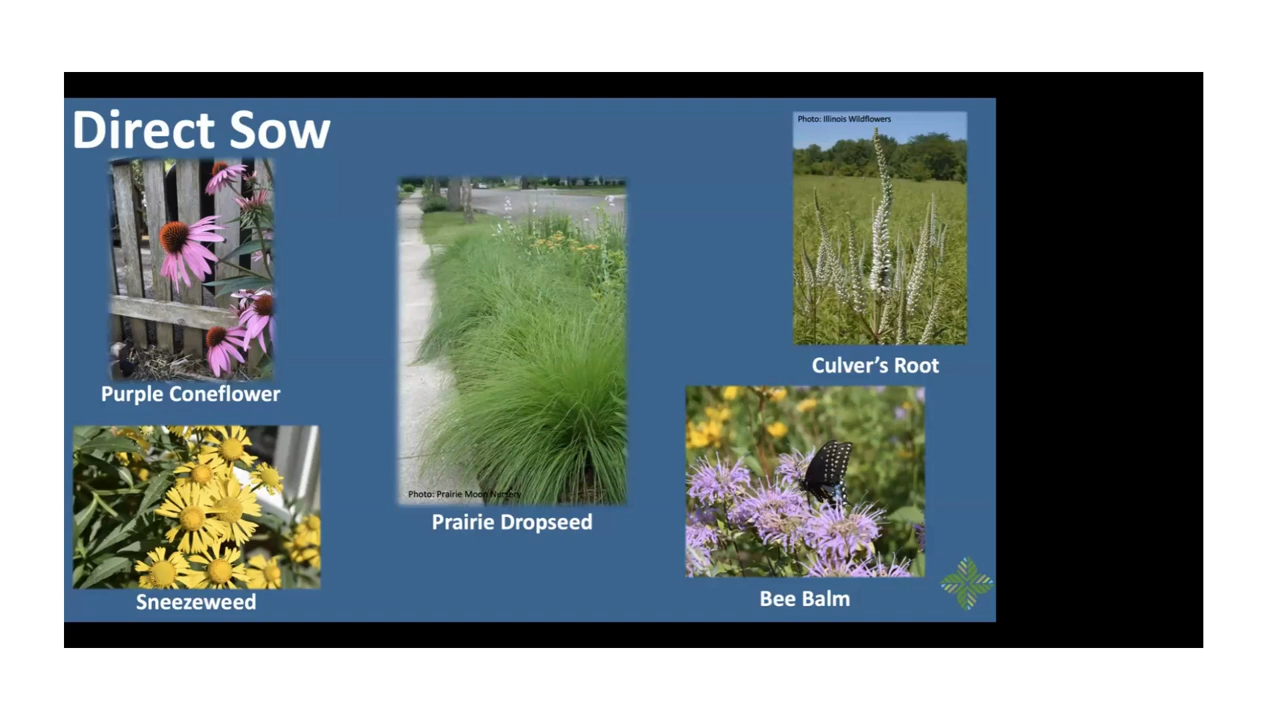 Direct Sow
Purple Coneflower
Sneezeweed
Photo: Prairie Moon Nursery
Prairie Dropseed
Photo: Illinois Wildflowers
Culver's Root
Bee Balm